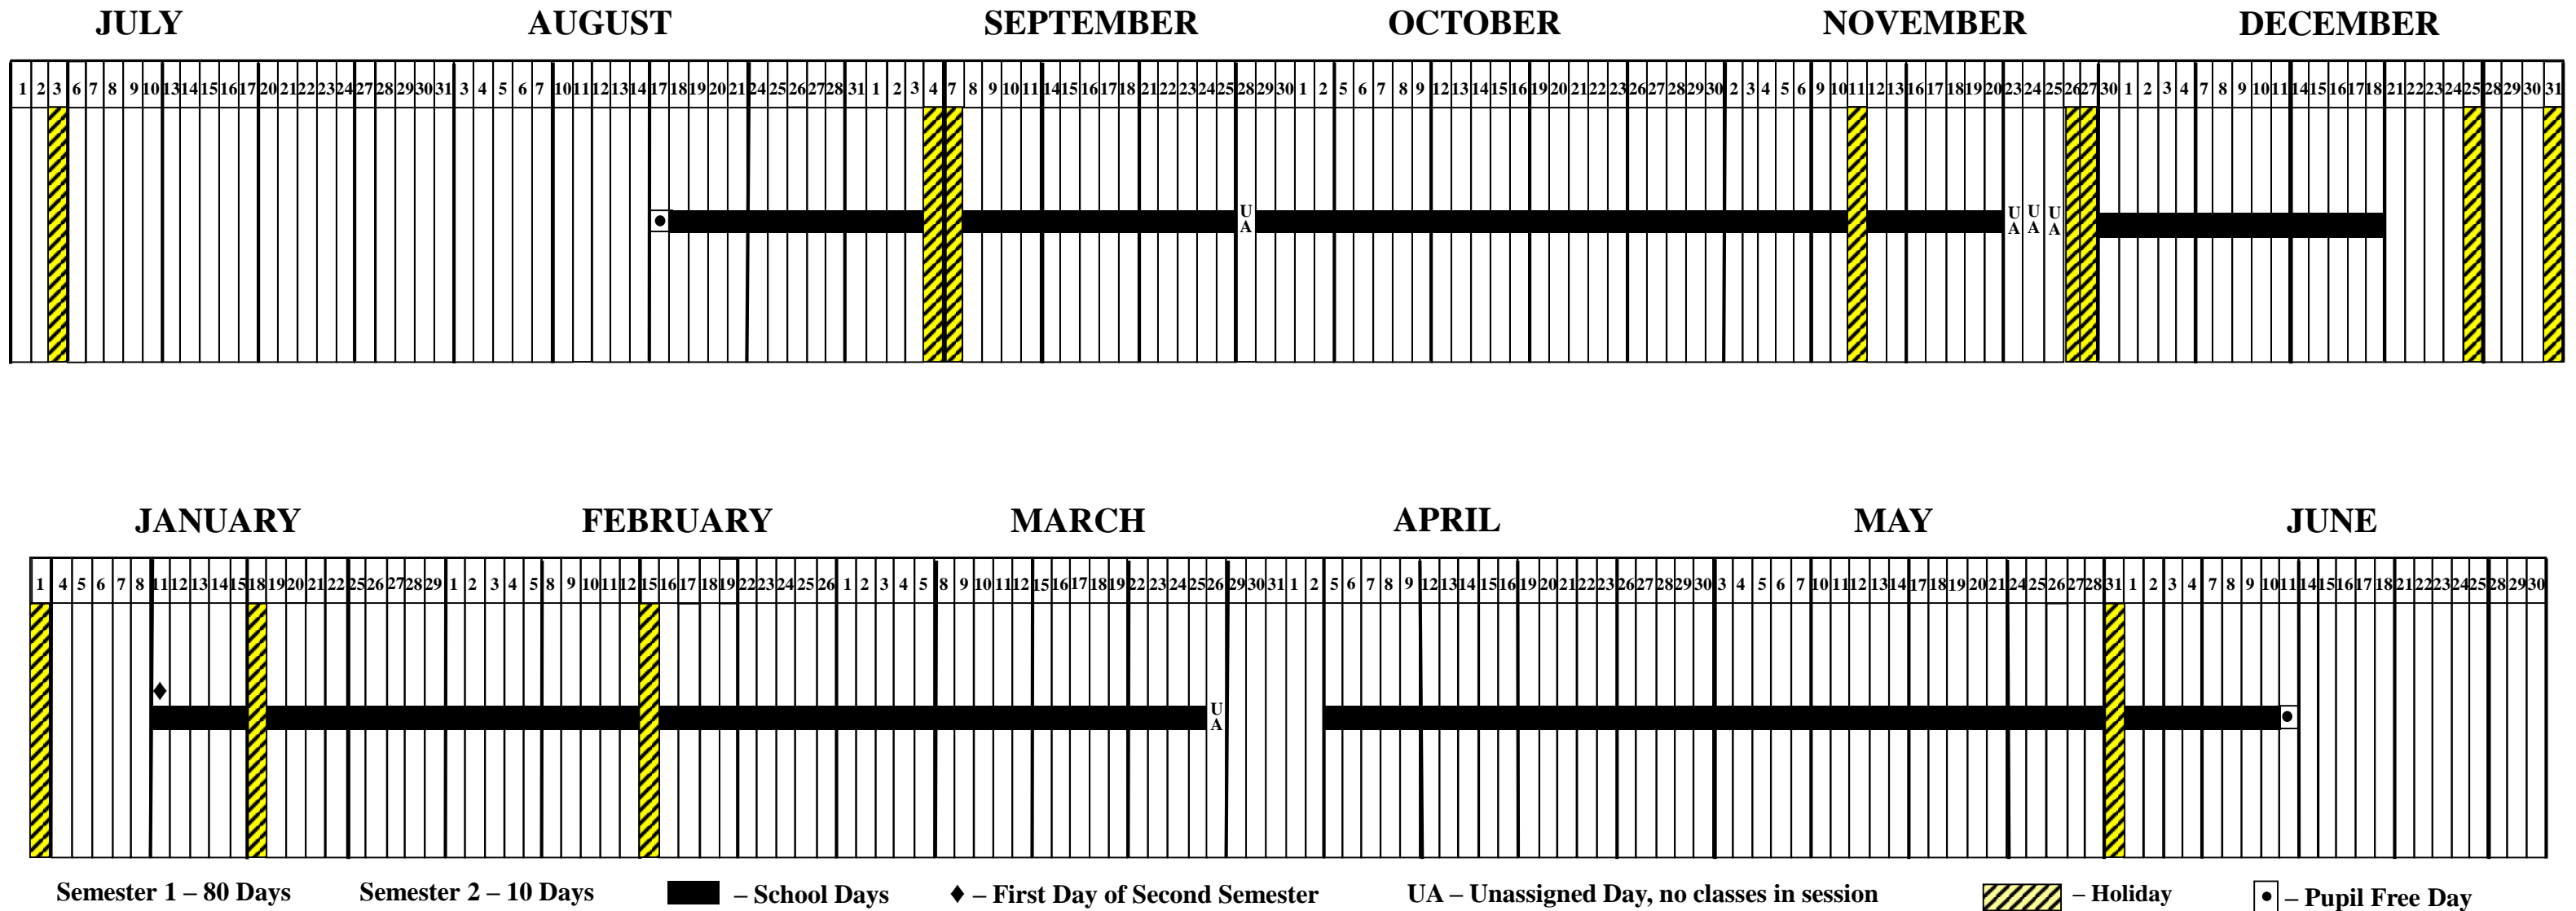 JULY AUGUST SEPTEMBER OCTOBER NOVEMBER DECEMBER
1 2 3 6 7 8 9 10 13 14 15 16 17 20 21 22 23 24 27 28 29 30 31 3 4 5 6 7 10 11 12 13 14 17 18 19 20 21 24 25 26 27 28 31 1 2 3 4 7 8 9 10 11 14 15 16 17 18 21 22 23 24 25 28 29 30 1 2 5 6 7 8 9 12 13 14 15 16 19 20 21 22 23 26 27 28 29 30 2 3 4 5 6 9 10 11 12 13 16 17 18 19 20 23 24 25 26 27 30 1 2 3 4 7 8 9 10 11 14 15 16 17 18 21 22 23 24 25 28 29 30 31
UA UA UA UA
JANUARY FEBRUARY MARCH APRIL MAY JUNE
1 4 5 6 7 8 11 12 13 14 15 18 19 20 21 22 25 26 27 28 29 1 2 3 4 5 8 9 10 11 12 15 16 17 18 19 22 23 24 25 26 1 2 3 4 5 8 9 10 11 12 15 16 17 18 19 22 23 24 25 26 29 30 31 1 2 5 6 7 8 9 12 13 14 15 16 19 20 21 22 23 26 27 28 29 30 3 4 5 6 7 10 11 12 13 14 17 18 19 20 21 24 25 26 27 28 31 1 2 3 4 7 8 9 10 11 14 15 16 17 18 21 22 23 24 25 28 29 30
UA
Semester 1 – 80 Days Semester 2 – 10 Days – School Days ♦ – First Day of Second Semester UA – Unassigned Day, no classes in session – Holiday – Pupil Free Day